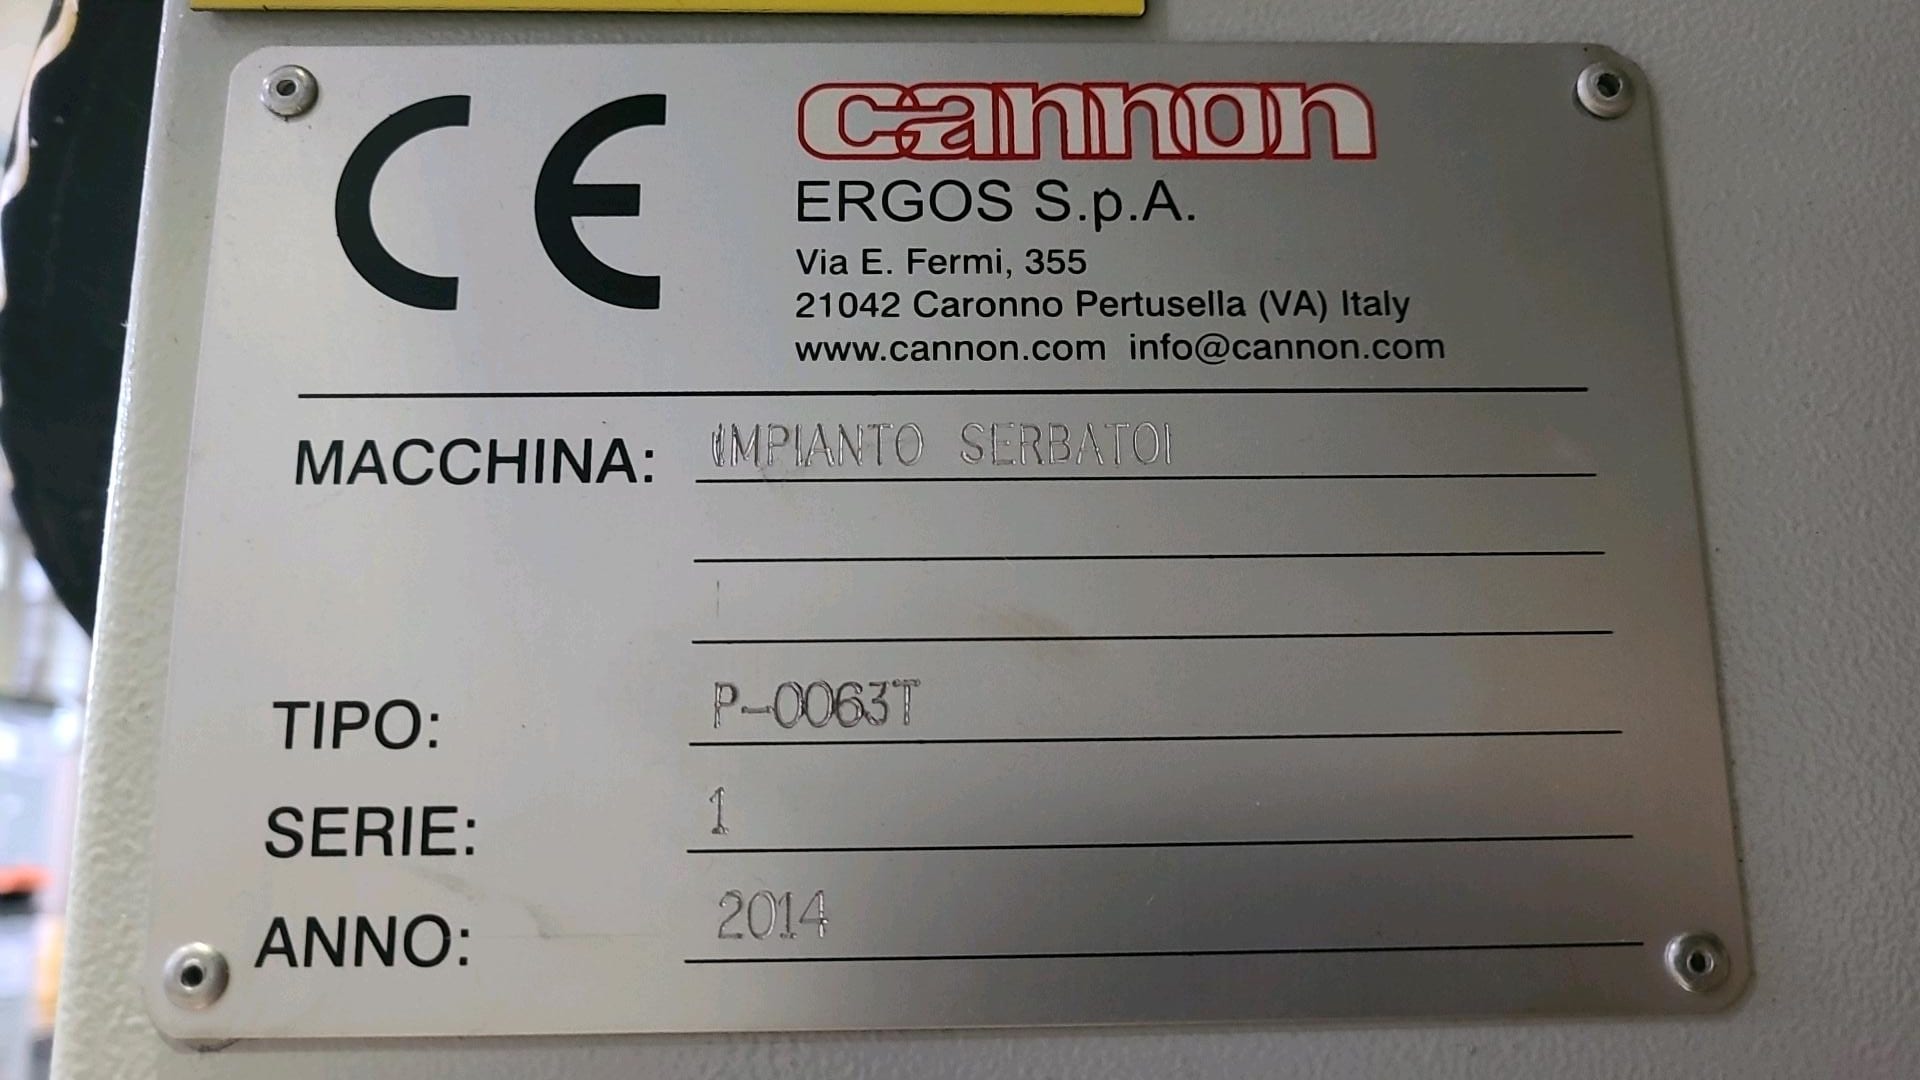 CE
cannon
ERGOS S.p.A.
Via E. Fermi, 355
21042 Caronno Pertusella (VA) Italy
www.cannon.com info@cannon.com
MACCHINA: IMPIANTO SERBATOI
TIPO: P-0063T
SERIE: 1
ANNO: 2014